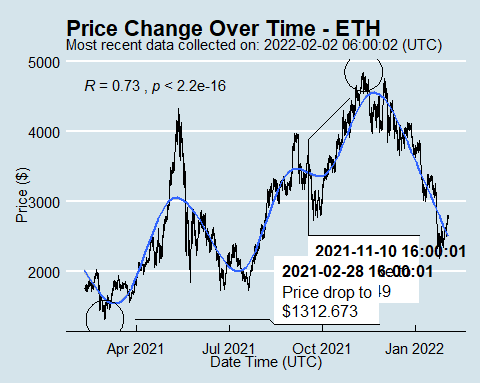 Price Change Over Time - ETH
Most recent data collected on: 2022-02-02 06:00:02 (UTC)
R = 0.73 , p < 2.2e-16
Price ($)
5000
4000
3000
2000
2021-11-10 16:00:01
2021-02-28 16:00:01
Price drop to 49
$1312.673
Apr 2021
Jul 2021
Oct 2021
Jan 2022
Date Time (UTC)